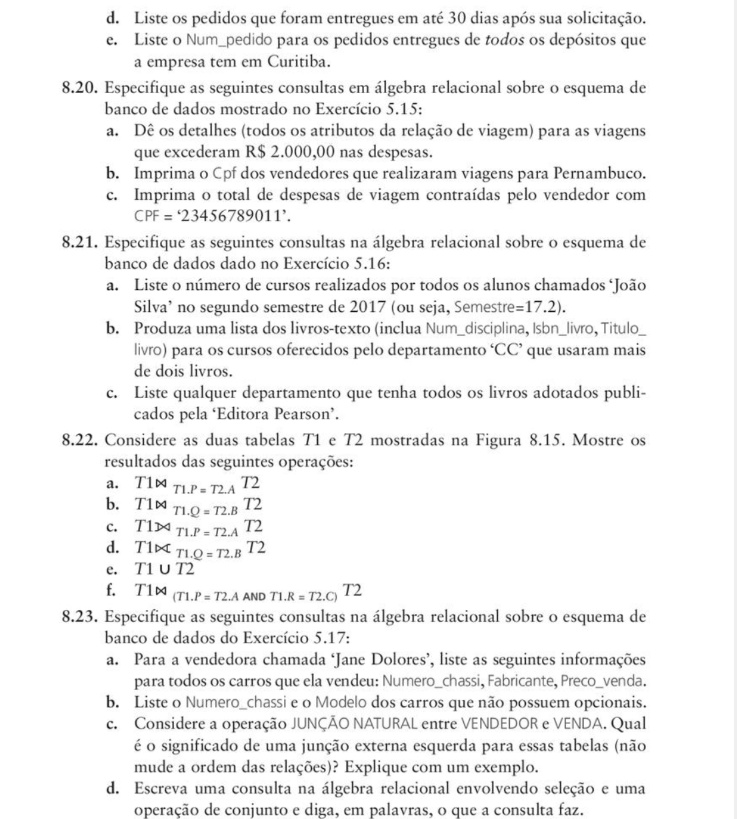 d. Liste os pedidos que foram entregues em até 30 dias após sua solicitação.
e. Liste o Num_pedido para os pedidos entregues de todos os depósitos que
a empresa tem em Curitiba.
8.20. Especifique as seguintes consultas em álgebra relacional sobre o esquema de
banco de dados mostrado no Exercício 5.15:
a. Dê os detalhes (todos os atributos da relação de viagem) para as viagens
que excederam R$ 2.000,00 nas despesas.
b. Imprima o Cpf dos vendedores que realizaram viagens para Pernambuco.
c. Imprima o total de despesas de viagem contraídas pelo vendedor com
CPF = ‘23456789011’.
8.21. Especifique as seguintes consultas na álgebra relacional sobre o esquema de
banco de dados dado no Exercício 5.16:
a. Liste o número de cursos realizados por todos os alunos chamados ‘João
Silva’ no segundo semestre de 2017 (ou seja, Semestre=17.2).
b. Produza uma lista dos livros-texto (inclua Num_disciplina, Isbn_livro, Titulo_
livro) para os cursos oferecidos pelo departamento ‘CC’ que usaram mais
de dois livros.
c. Liste qualquer departamento que tenha todos os livros adotados publi-
cados pela ‘Editora Pearson’.
8.22. Considere as duas tabelas T1 e T2 mostradas na Figura 8.15. Mostre os
resultados das seguintes operações:
a. T1⋈ T1.P = T2.A T2
b. T1⋈ T1.Q = T2.B T2
c. T1⟕ T1.P = T2.A T2
d. T1⟖ T1.Q = T2.B T2
e. T1 ∪ T2
f. T1⋈ (T1.P = T2.A AND T1.R = T2.C) T2
8.23. Especifique as seguintes consultas na álgebra relacional sobre o esquema de
banco de dados do Exercício 5.17:
a. Para a vendedora chamada ‘Jane Dolores’, liste as seguintes informações
para todos os carros que ela vendeu: Numero_chassi, Fabricante, Preco_venda.
b. Liste o Numero_chassi e o Modelo dos carros que não possuem opcionais.
c. Considere a operação JUNÇÃO NATURAL entre VENDEDOR e VENDA. Qual
é o significado de uma junção externa esquerda para essas tabelas (não
mude a ordem das relações)? Explique com um exemplo.
d. Escreva uma consulta na álgebra relacional envolvendo seleção e uma
operação de conjunto e diga, em palavras, o que a consulta faz.